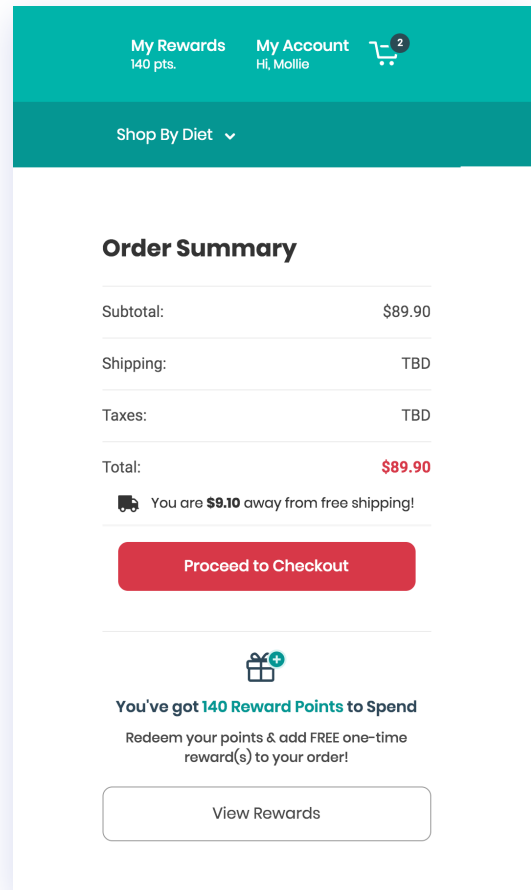 My Rewards
140 pts.
My Account
Hi, Mollie
2
Shop By Diet
Order Summary
Subtotal: $89.90
Shipping: TBD
Taxes: TBD
Total: $89.90
You are $9.10 away from free shipping!
Proceed to Checkout
You've got 140 Reward Points to Spend
Redeem your points & add FREE one-time
reward(s) to your order!
View Rewards